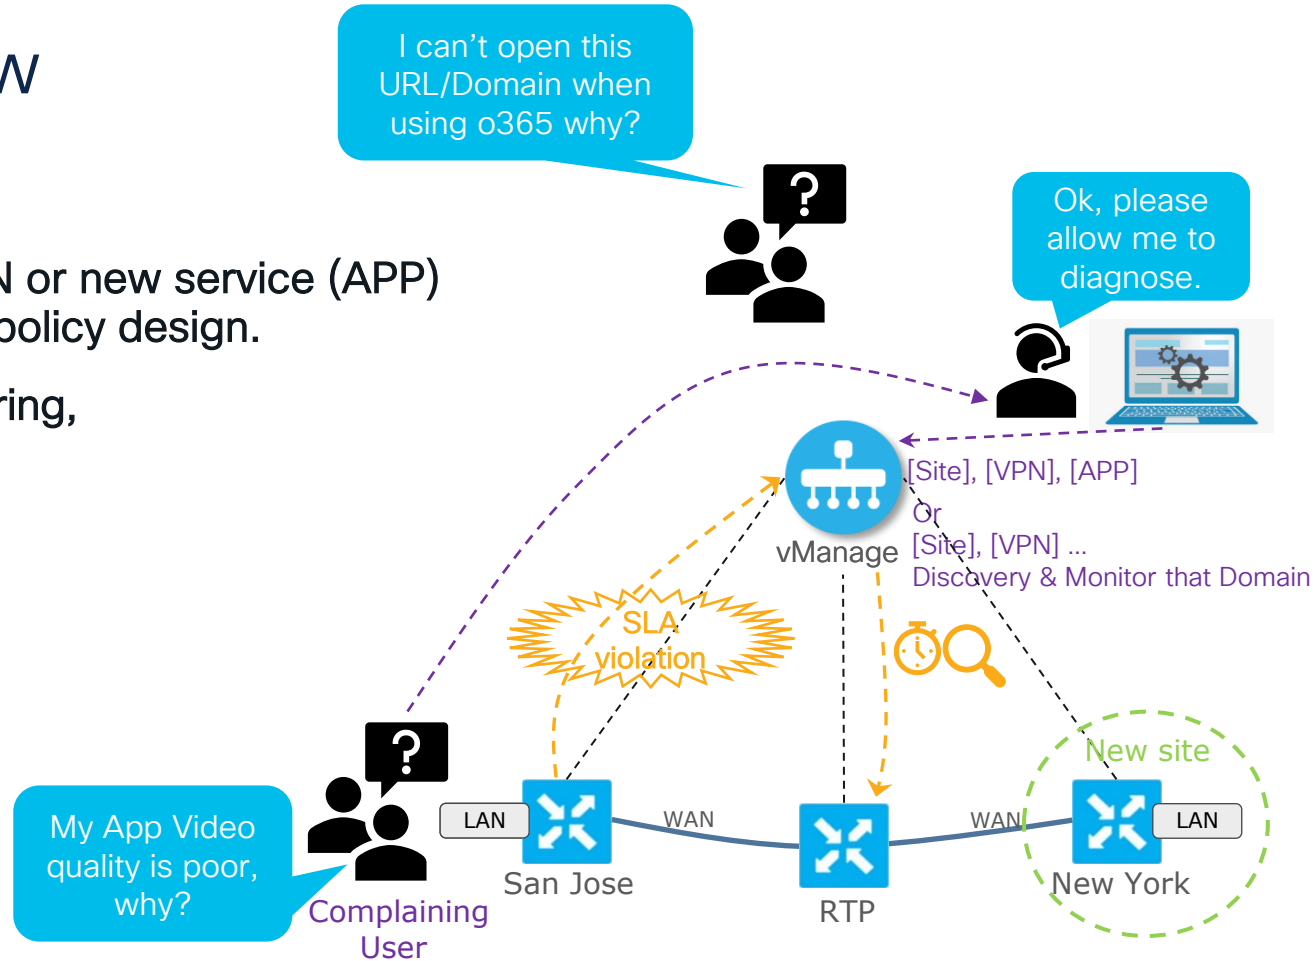 w
I can't open this
URL/Domain when
using o365 why?
?
Ok, please
allow me to
diagnose.
N or new service (APP)
policy design.
ring,
[Site], [VPN], [APP]
Or
[Site], [VPN] ...
Discovery & Monitor that Domain
vManage
SLA
violation
New site
?
My App Video
quality is poor,
why?
LAN
WAN
WAN
LAN
San Jose
RTP
New York
Complaining
User